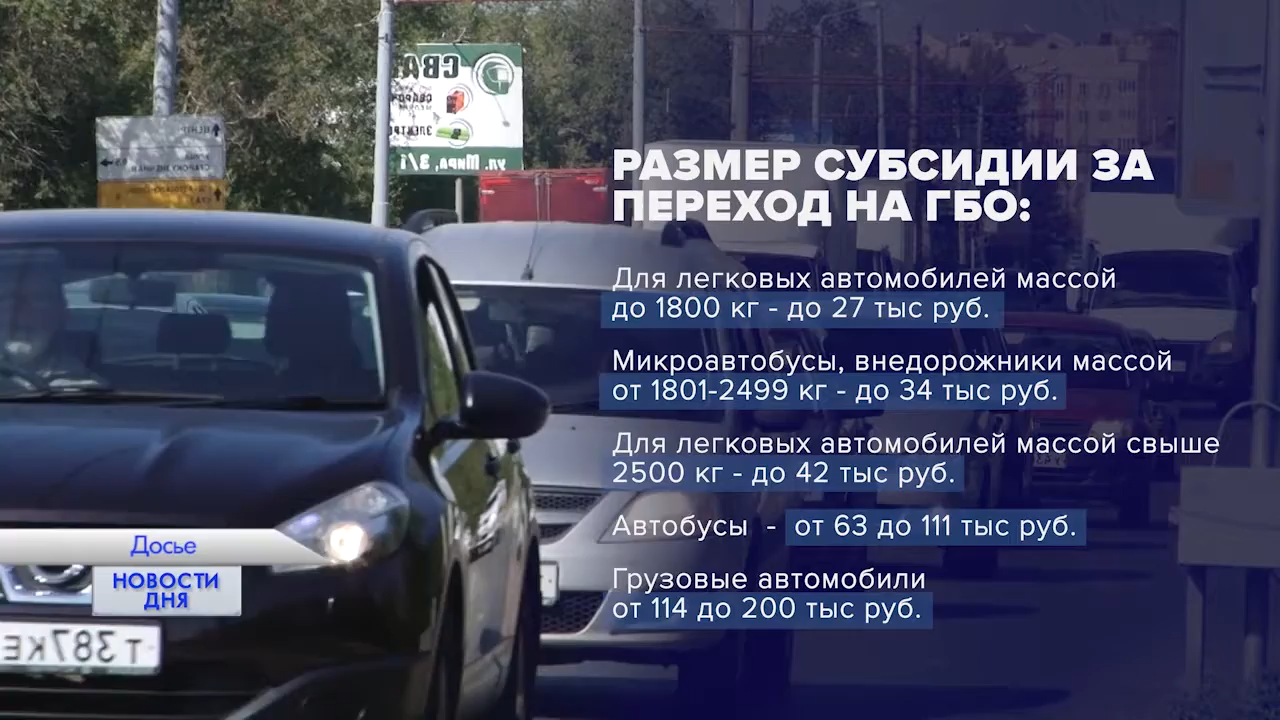 СВА
ул. Мира, 3/1
РАЗМЕР СУБСИДИИ ЗА
ПЕРЕХОД НА ГБО:
Для легковых автомобилей массой
до 1800 кг - до 27 тыс руб.
Микроавтобусы, внедорожники массой
от 1801-2499 кг - до 34 тыс руб.
Для легковых автомобилей массой свыше
2500 кг - до 42 тыс руб.
Автобусы - от 63 до 111 тыс руб.
Грузовые автомобили
от 114 до 200 тыс руб.
Досье
НОВОСТИ
ДНЯ
т387ке